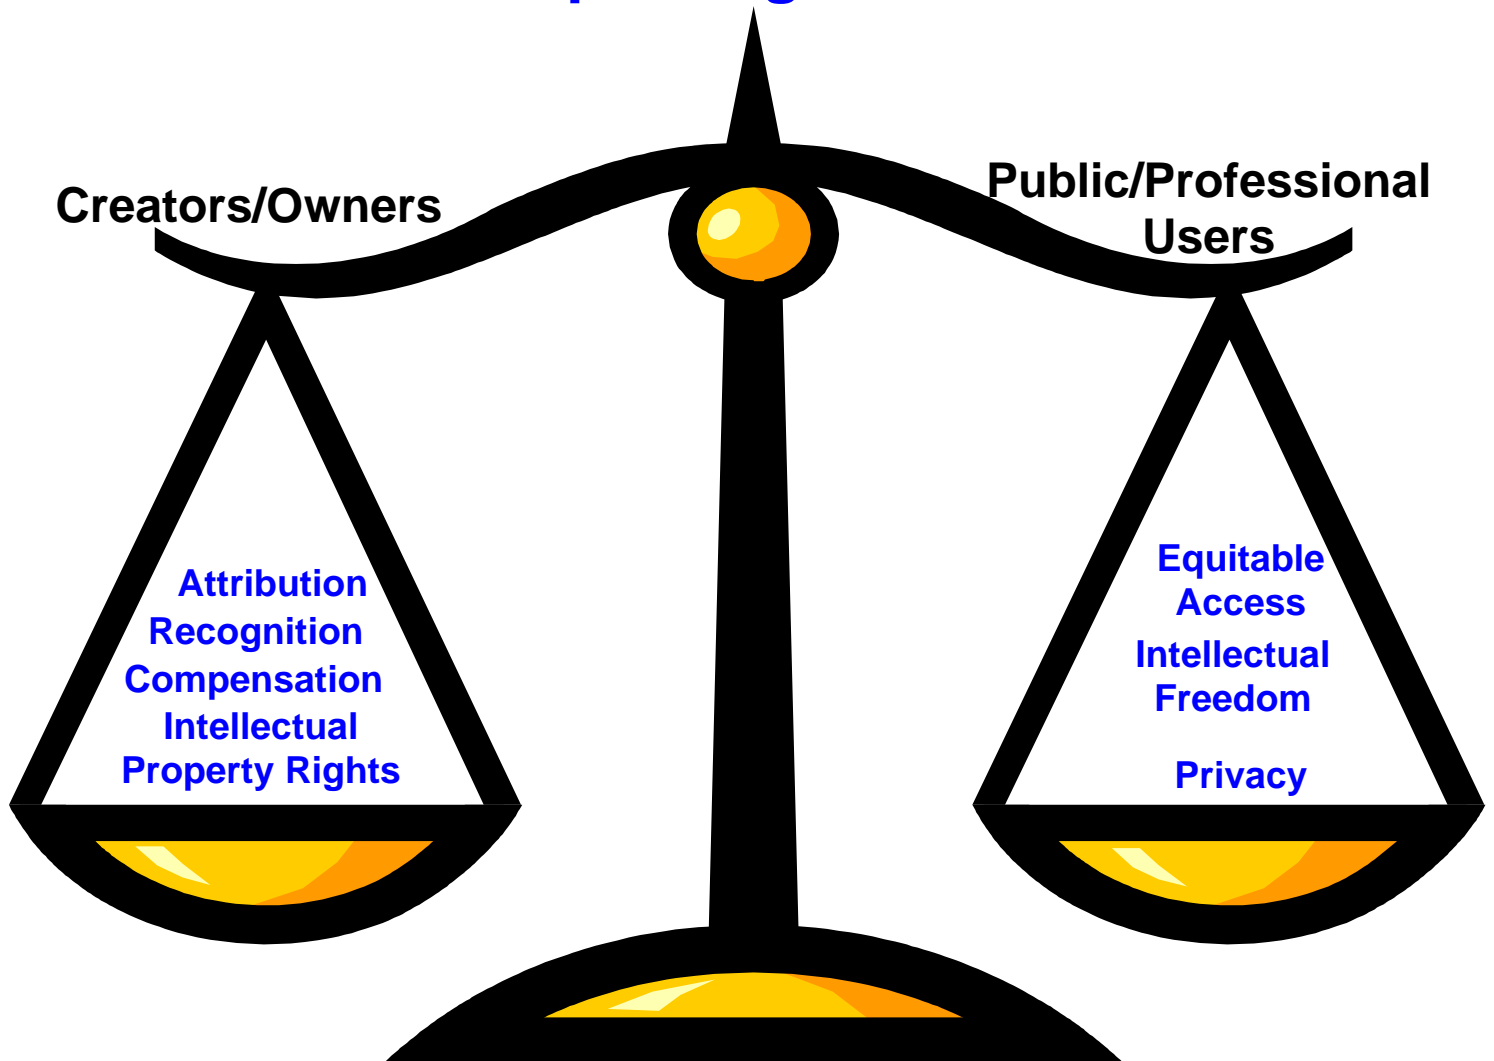 Creators/Owners
Public/Professional
Users
Attribution
Recognition
Compensation
Intellectual
Property Rights
Equitable
Access
Intellectual
Freedom
Privacy